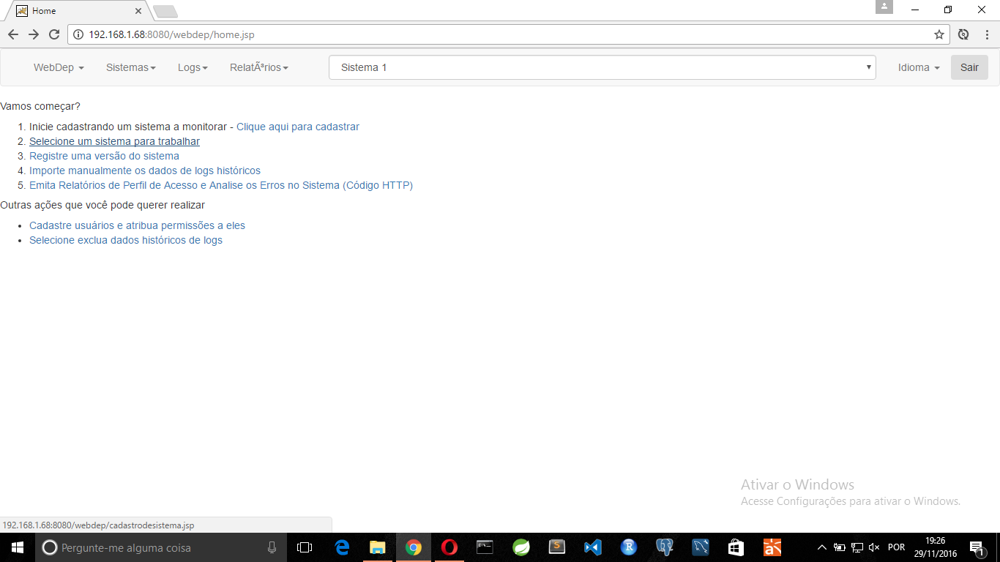 Home
192.168.1.68:8080/webdep/home.jsp
WebDep Sistemas Logs RelatÃ³rios Sistema 1 Idioma Sair
Vamos começar?
1. Inicie cadastrando um sistema a monitorar - Clique aqui para cadastrar
2. Selecione um sistema para trabalhar
3. Registre uma versão do sistema
4. Importe manualmente os dados de logs históricos
5. Emita Relatórios de Perfil de Acesso e Analise os Erros no Sistema (Código HTTP)
Outras ações que você pode querer realizar
• Cadastre usuários e atribua permissões a eles
• Selecione exclua dados históricos de logs
Ativar o Windows
Acesse Configurações para ativar o Windows.
192.168.1.68:8080/webdep/cadastrodesistema.jsp
Pergunte-me alguma coisa
POR
19:26
29/11/2016
1